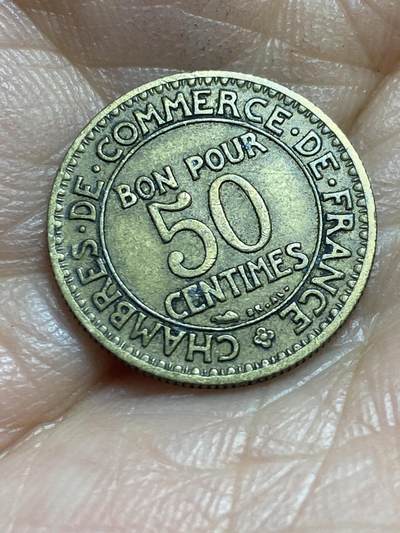 CHAMBRES·DE·COMMERCE·DE·FRANCE
BON POUR
50
CENTIMES